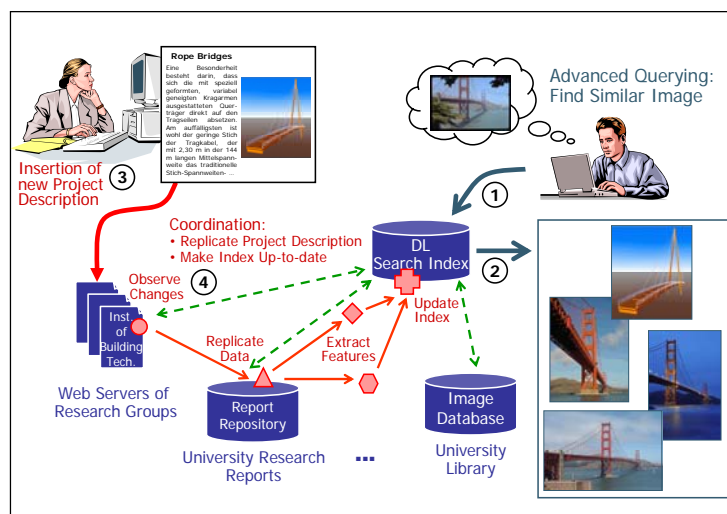 Rope Bridges
Eine Besonderheit
besteht darin, dass
sich die mit speziell
geformten, variabel
geneigten Kragarmen
ausgestatteten Quer-
träger direkt auf den
Tragseilen absetzen.
Am auffälligsten ist
wohl der geringe Stich
der Tragkabel, der
mit 2,30 m in der 144
m langen Mittelspann-
weite das traditionelle
Stich-Spannweiten- ...
Advanced Querying:
Find Similar Image
Insertion of
new Project
Description
3
1
Coordination:
• Replicate Project Description
• Make Index Up-to-date
DL
Search Index
2
Observe
Changes
4
Update
Index
Inst.
of
Building
Tech.
Replicate
Data
Extract
Features
Web Servers of
Research Groups
Report
Repository
Image
Database
University Research
Reports
...
University
Library